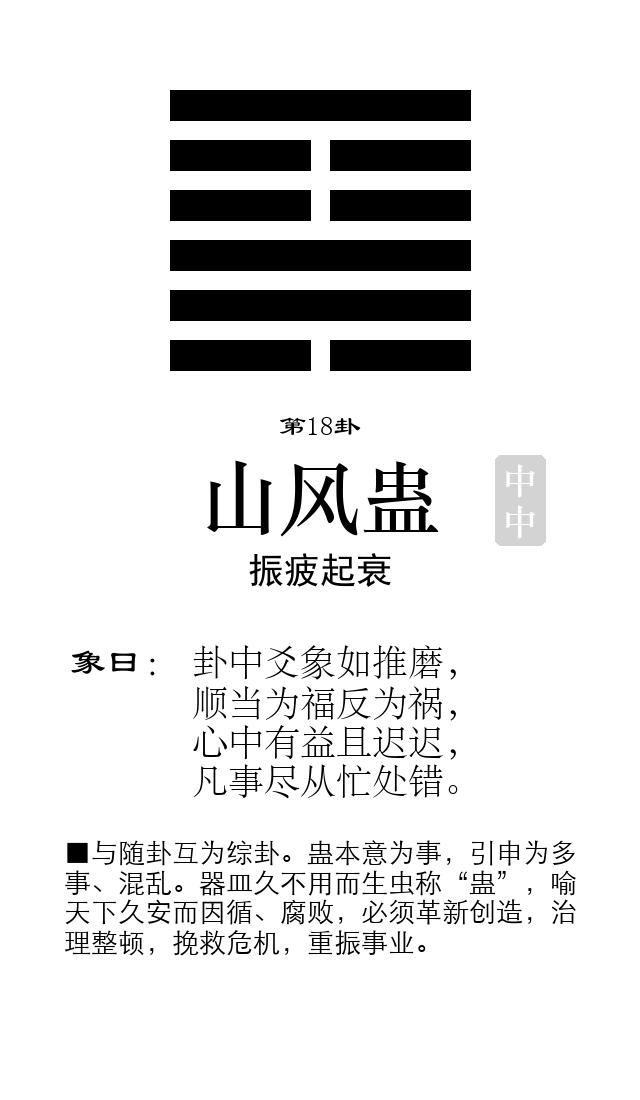 第18卦
山风蛊
中中
振疲起衰
象曰：卦中爻象如推磨，
顺当为福反为祸，
心中有益且迟迟，
凡事尽从忙处错。
■与随卦互为综卦。蛊本意为事，引申为多
事、混乱。器皿久不用而生虫称“蛊”，喻
天下久安而因循、腐败，必须革新创造，治
理整顿，挽救危机，重振事业。